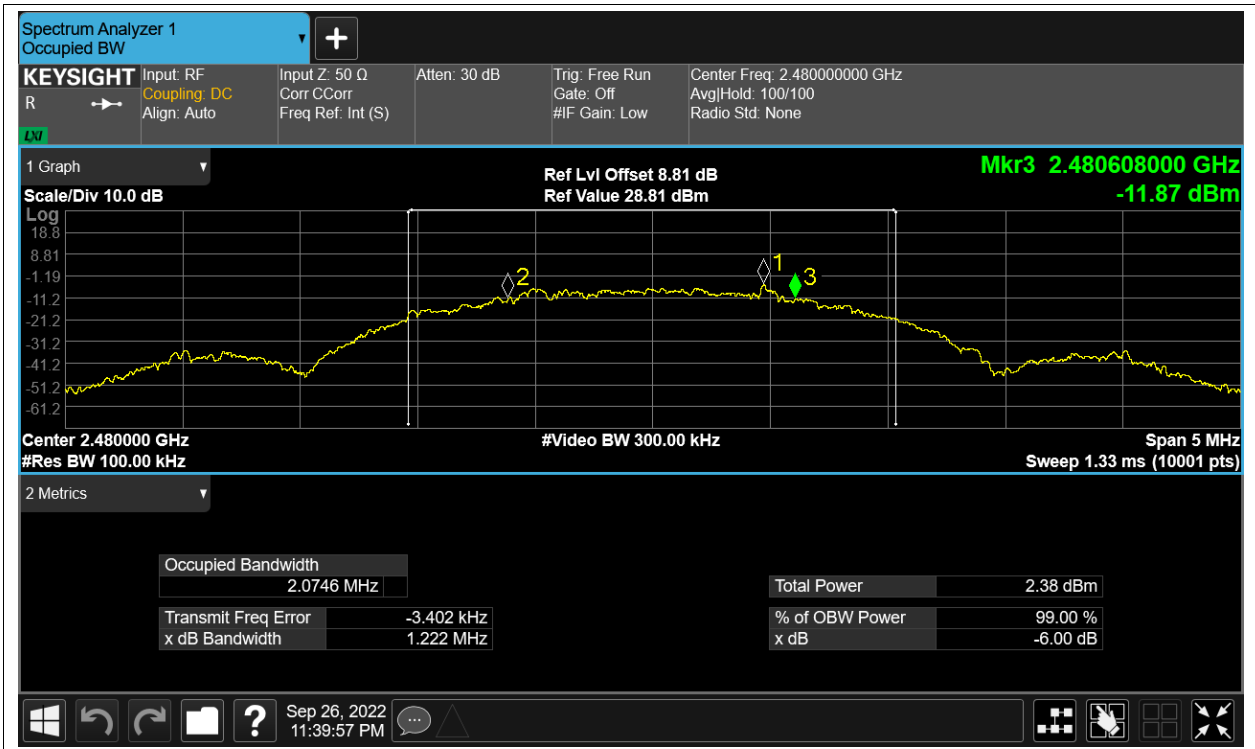 Spectrum Analyzer 1
Occupied BW
KEYSIGHT
R
LXI
Input: RF
Coupling: DC
Align: Auto
Input Z: 50 Ω
Corr CCorr
Freq Ref: Int (S)
Atten: 30 dB
Trig: Free Run
Gate: Off
#IF Gain: Low
Center Freq: 2.480000000 GHz
Avg|Hold: 100/100
Radio Std: None
1 Graph
Scale/Div 10.0 dB
Ref Lvl Offset 8.81 dB
Ref Value 28.81 dBm
Mkr3 2.480608000 GHz
-11.87 dBm
Log
18.8
8.81
-1.19
-11.2
-21.2
-31.2
-41.2
-51.2
-61.2
2
1
3
Center 2.480000 GHz
#Res BW 100.00 kHz
#Video BW 300.00 kHz
Span 5 MHz
Sweep 1.33 ms (10001 pts)
2 Metrics
Occupied Bandwidth
2.0746 MHz
Transmit Freq Error -3.402 kHz
x dB Bandwidth 1.222 MHz
Total Power 2.38 dBm
% of OBW Power 99.00 %
x dB -6.00 dB
?
Sep 26, 2022
11:39:57 PM